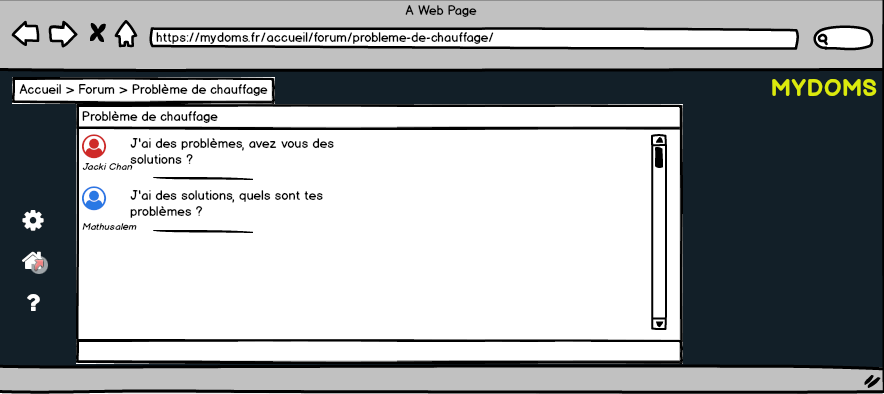 A Web Page
https://mydoms.fr/accueil/forum/probleme-de-chauffage/
Accueil > Forum > Problème de chauffage
MYDOMS
Problème de chauffage
J'ai des problèmes, avez vous des
solutions ?
Jacki Chan
J'ai des solutions, quels sont tes
problèmes ?
Mathusalem
?